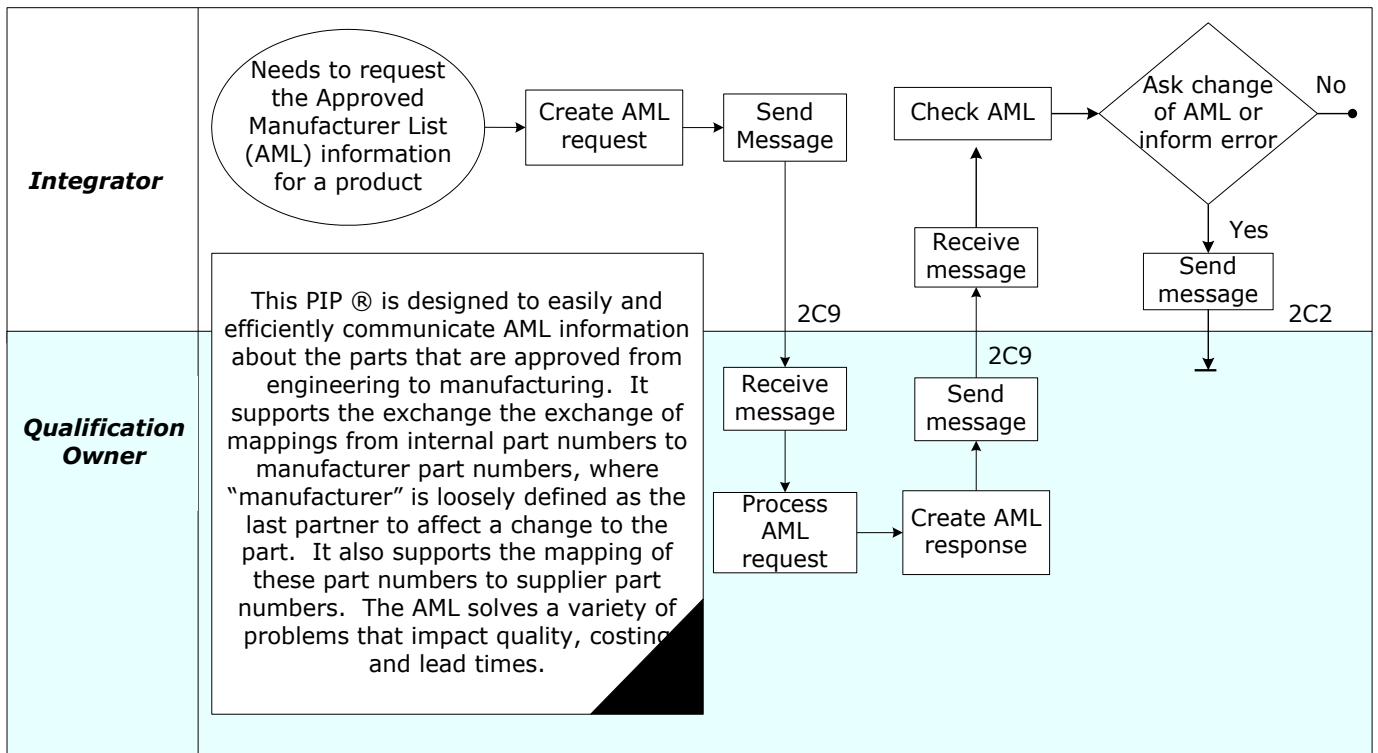 Integrator
Needs to request
the Approved
Manufacturer List
(AML) information
for a product
Create AML
request
Send
Message
Check AML
Ask change
of AML or
inform error
No
Yes
Receive
message
Send
message
2C9
2C2
This PIP ® is designed to easily and
efficiently communicate AML information
about the parts that are approved from
engineering to manufacturing. It
supports the exchange the exchange of
mappings from internal part numbers to
manufacturer part numbers, where
“manufacturer” is loosely defined as the
last partner to affect a change to the
part. It also supports the mapping of
these part numbers to supplier part
numbers. The AML solves a variety of
problems that impact quality, costing
and lead times.
Qualification
Owner
2C9
Receive
message
Send
message
Process
AML
request
Create AML
response